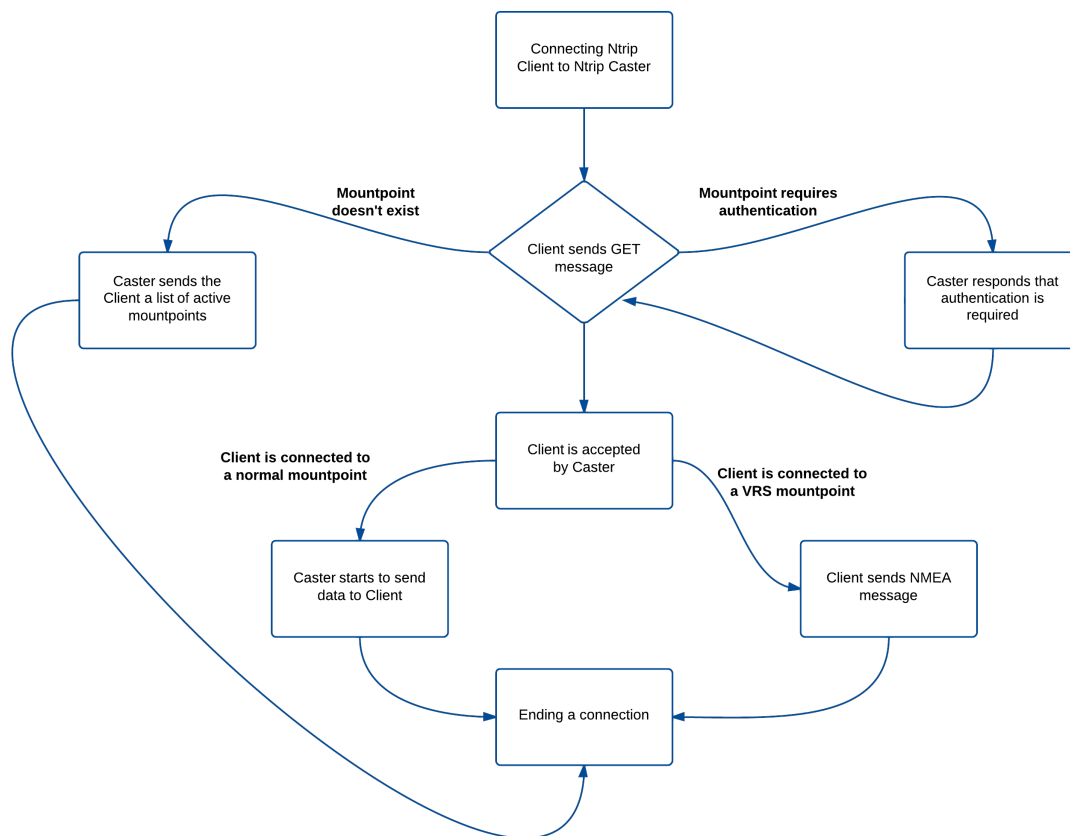 Connecting Ntrip
Client to Ntrip Caster
Mountpoint
doesn't exist
Mountpoint requires
authentication
Client sends GET
message
Caster sends the
Client a list of active
mountpoints
Caster responds that
authentication is
required
Client is accepted
by Caster
Client is connected to
a normal mountpoint
Client is connected to
a VRS mountpoint
Caster starts to send
data to Client
Client sends NMEA
message
Ending a connection